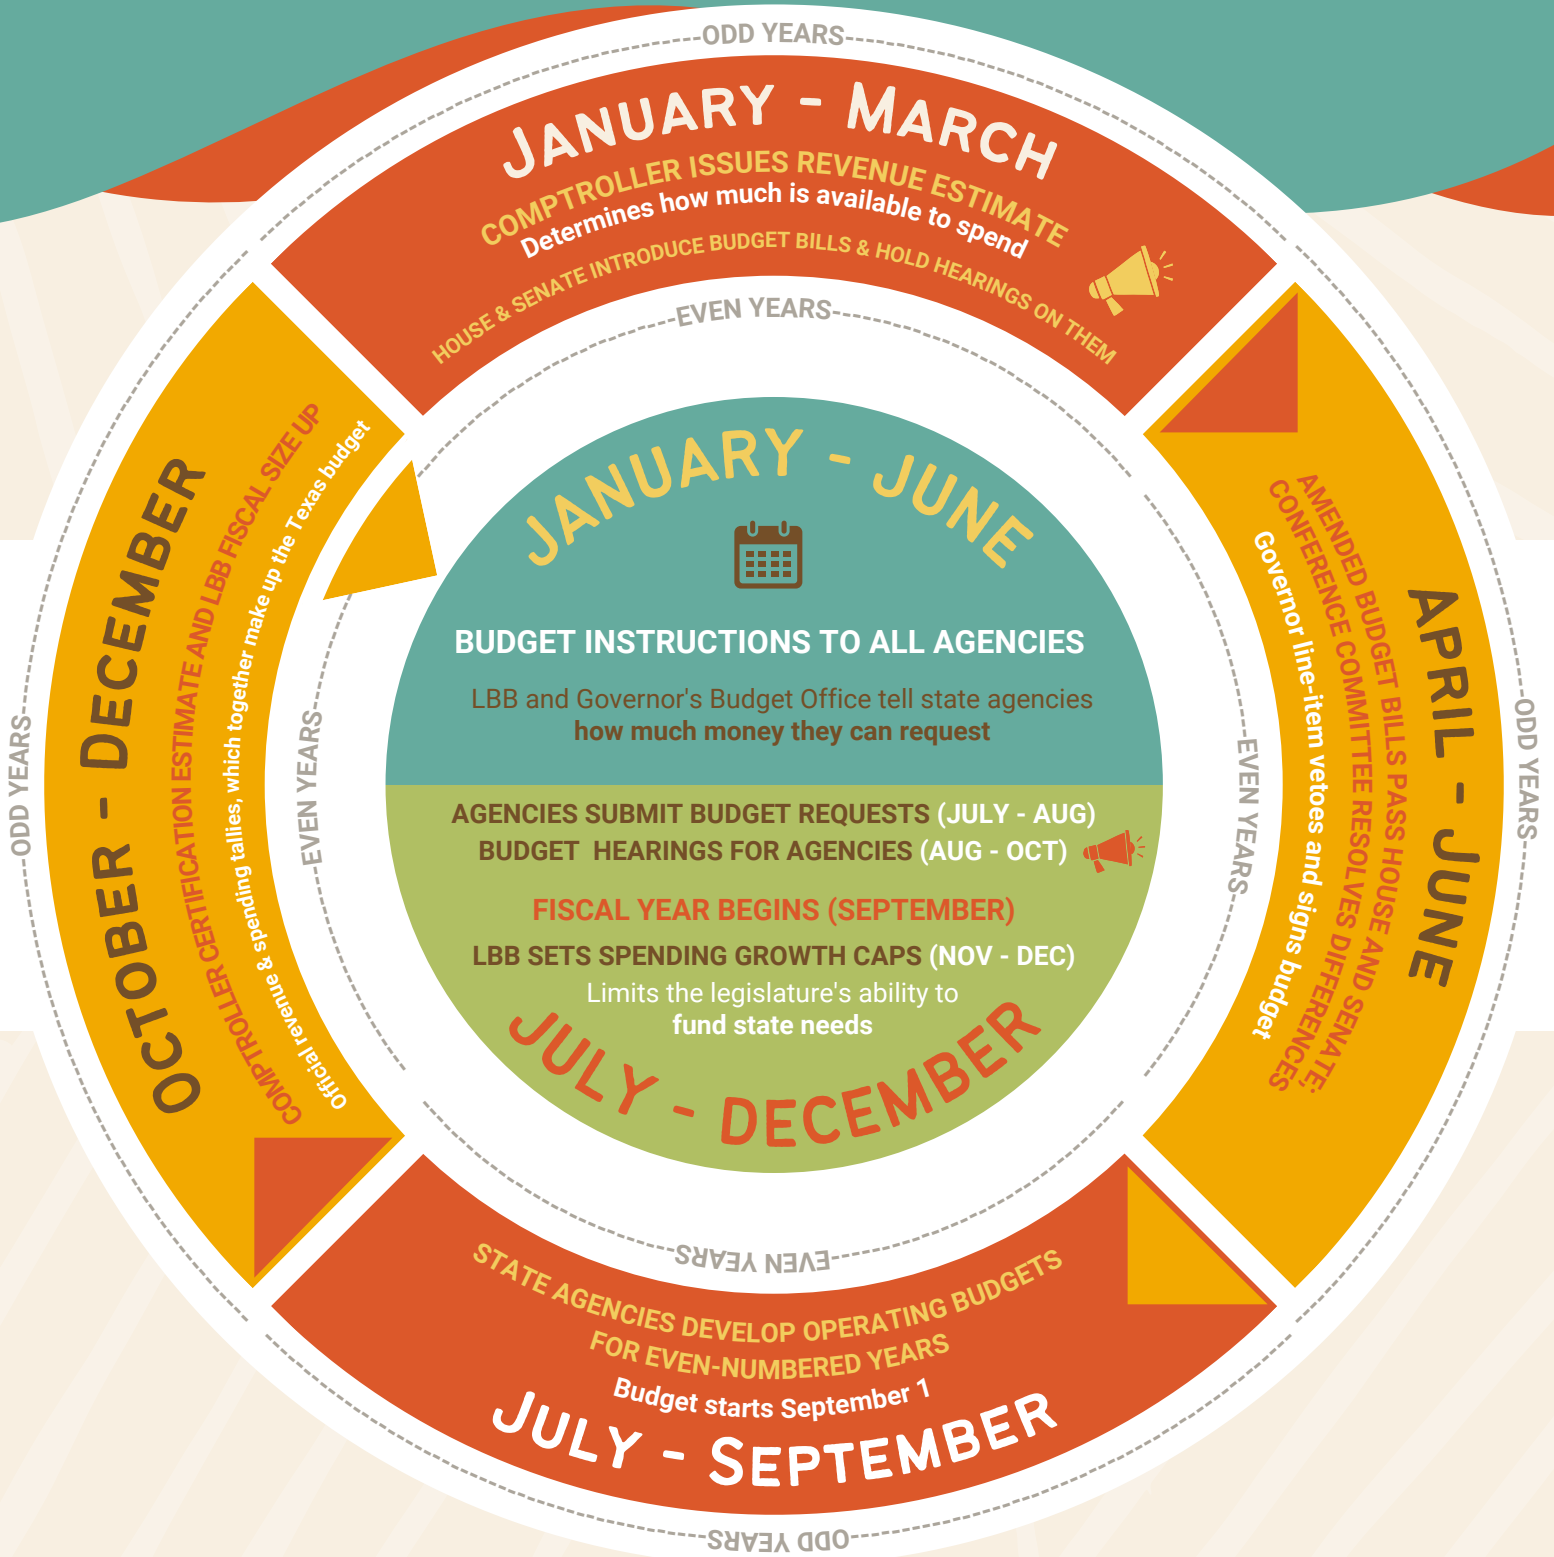 ODD YEARS
JANUARY - MARCH
COMPTROLLER ISSUES REVENUE ESTIMATE
Determines how much is available to spend
HOUSE & SENATE INTRODUCE BUDGET BILLS & HOLD HEARINGS ON THEM
EVEN YEARS
ODD YEARS
APRIL - JUNE
AMENDED BUDGET BILLS PASS HOUSE AND SENATE;
CONFERENCE COMMITTEE RESOLVES DIFFERENCES
Governor line-item vetoes and signs budget
EVEN YEARS
ODD YEARS
JULY - SEPTEMBER
STATE AGENCIES DEVELOP OPERATING BUDGETS
FOR EVEN-NUMBERED YEARS
Budget starts September 1
EVEN YEARS
ODD YEARS
OCTOBER - DECEMBER
COMPTROLLER CERTIFICATION ESTIMATE AND LBB FISCAL SIZE UP
Official revenue & spending tallies, which together make up the Texas budget
EVEN YEARS
JANUARY - JUNE
BUDGET INSTRUCTIONS TO ALL AGENCIES
LBB and Governor's Budget Office tell state agencies
how much money they can request
AGENCIES SUBMIT BUDGET REQUESTS (JULY - AUG)
BUDGET HEARINGS FOR AGENCIES (AUG - OCT)
FISCAL YEAR BEGINS (SEPTEMBER)
LBB SETS SPENDING GROWTH CAPS (NOV - DEC)
Limits the legislature's ability to
fund state needs
JULY - DECEMBER